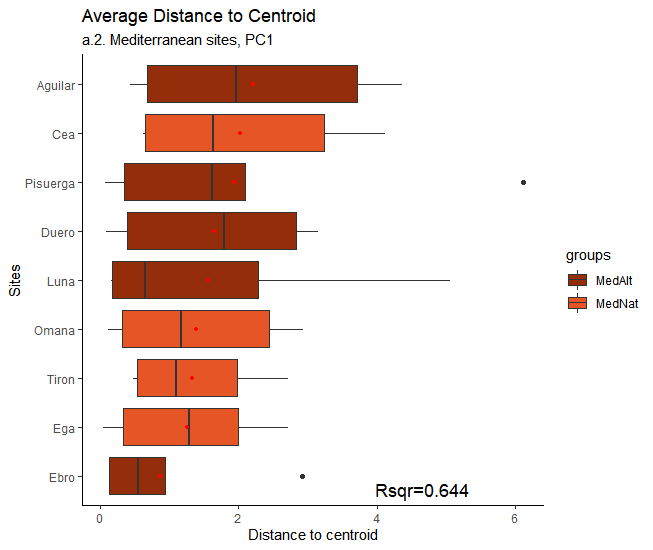 Average Distance to Centroid
a.2. Mediterranean sites, PC1
Aguilar
Cea
Pisuerga
Duero
Luna
Omana
Tiron
Ega
Ebro
Sites
groups
MedAlt
MedNat
Rsqr=0.644
0 2 4 6
Distance to centroid